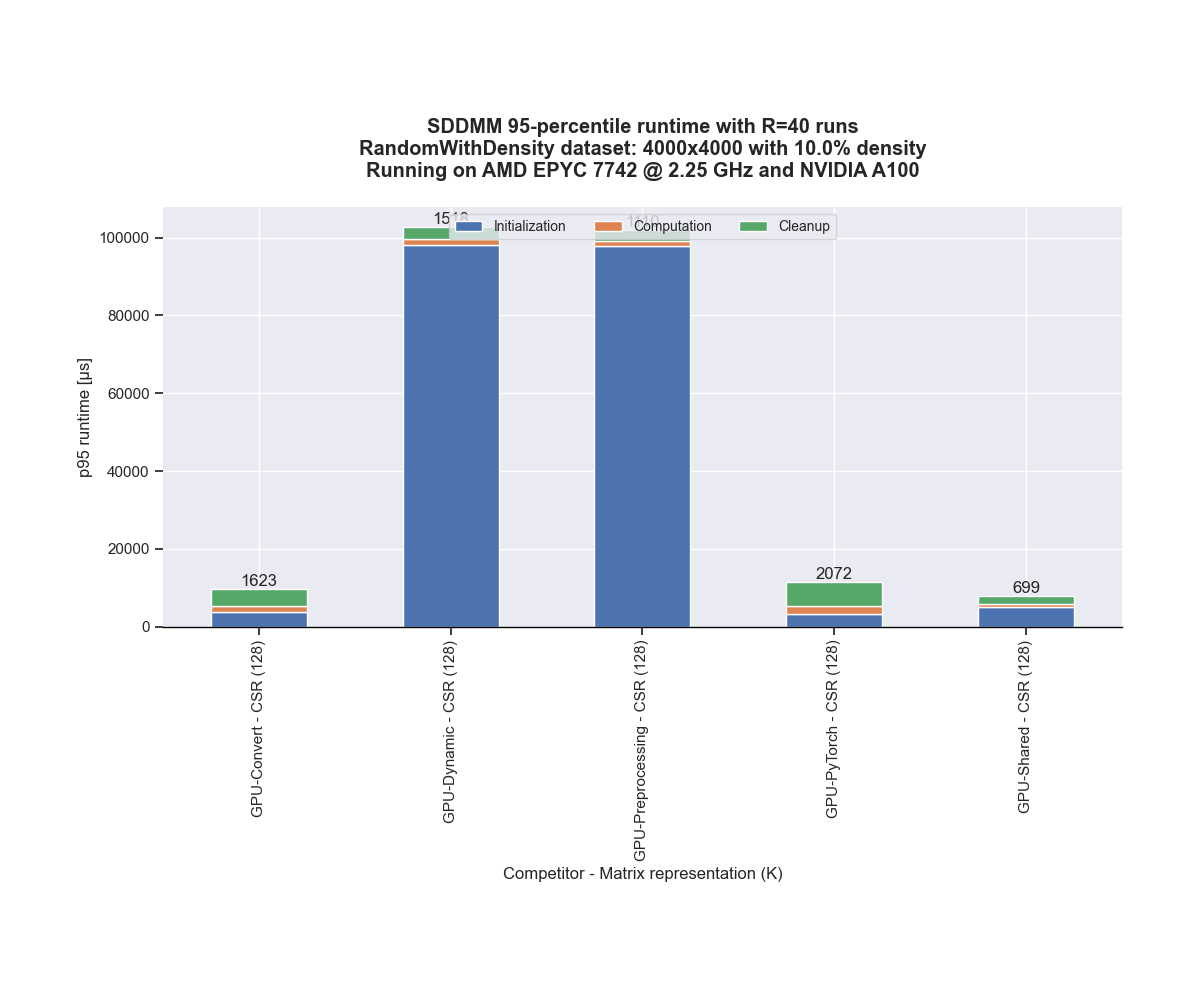 SDDMM 95-percentile runtime with R=40 runs
RandomWithDensity dataset: 4000x4000 with 10.0% density
Running on AMD EPYC 7742 @ 2.25 GHz and NVIDIA A100
1518
1110
Initialization
Computation
Cleanup
p95 runtime [µs]
100000
80000
60000
40000
20000
0
1623
2072
699
GPU-Convert - CSR (128)
GPU-Dynamic - CSR (128)
GPU-Preprocessing - CSR (128)
GPU-PyTorch - CSR (128)
GPU-Shared - CSR (128)
Competitor - Matrix representation (K)